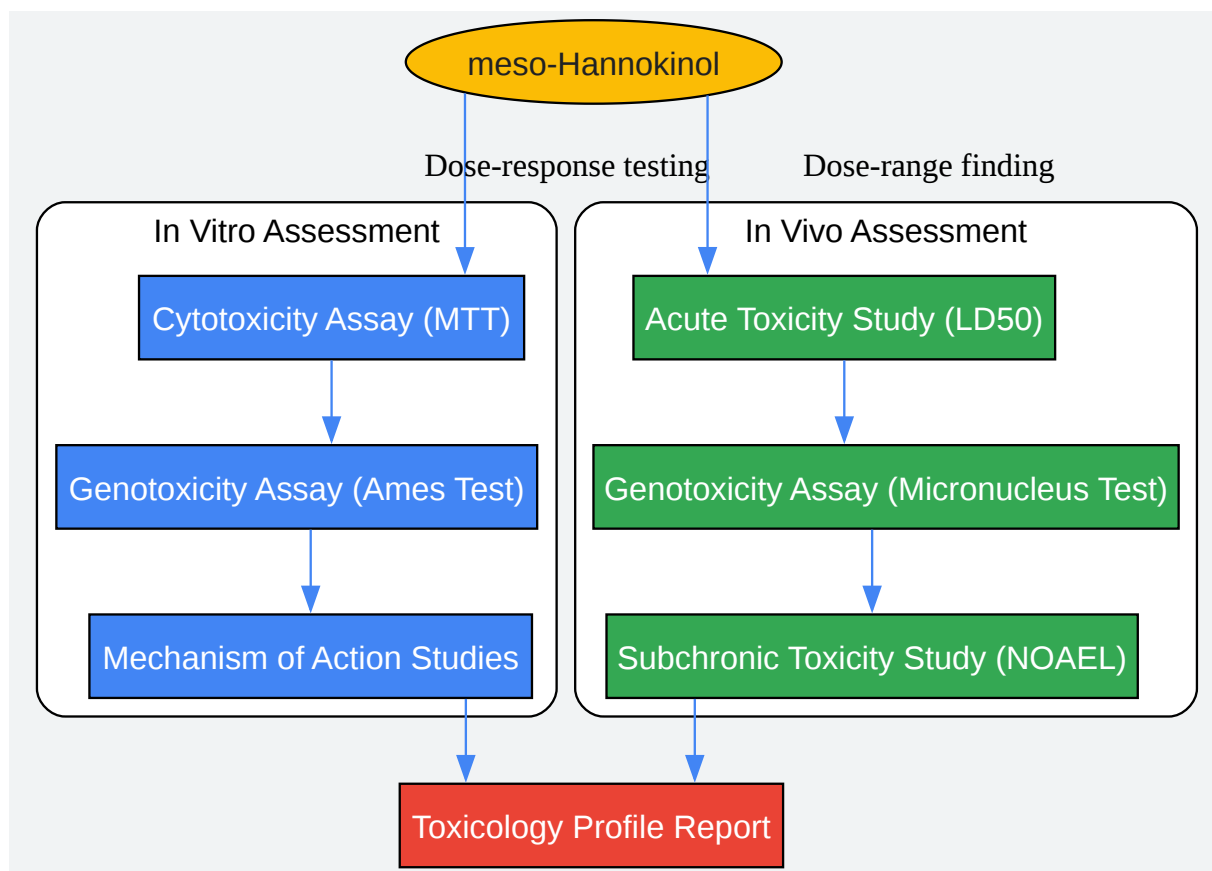 meso-Hannokinol
Dose-response testing
Dose-range finding
In Vitro Assessment
Cytotoxicity Assay (MTT)
Genotoxicity Assay (Ames Test)
Mechanism of Action Studies
In Vivo Assessment
Acute Toxicity Study (LD50)
Genotoxicity Assay (Micronucleus Test)
Subchronic Toxicity Study (NOAEL)
Toxicology Profile Report